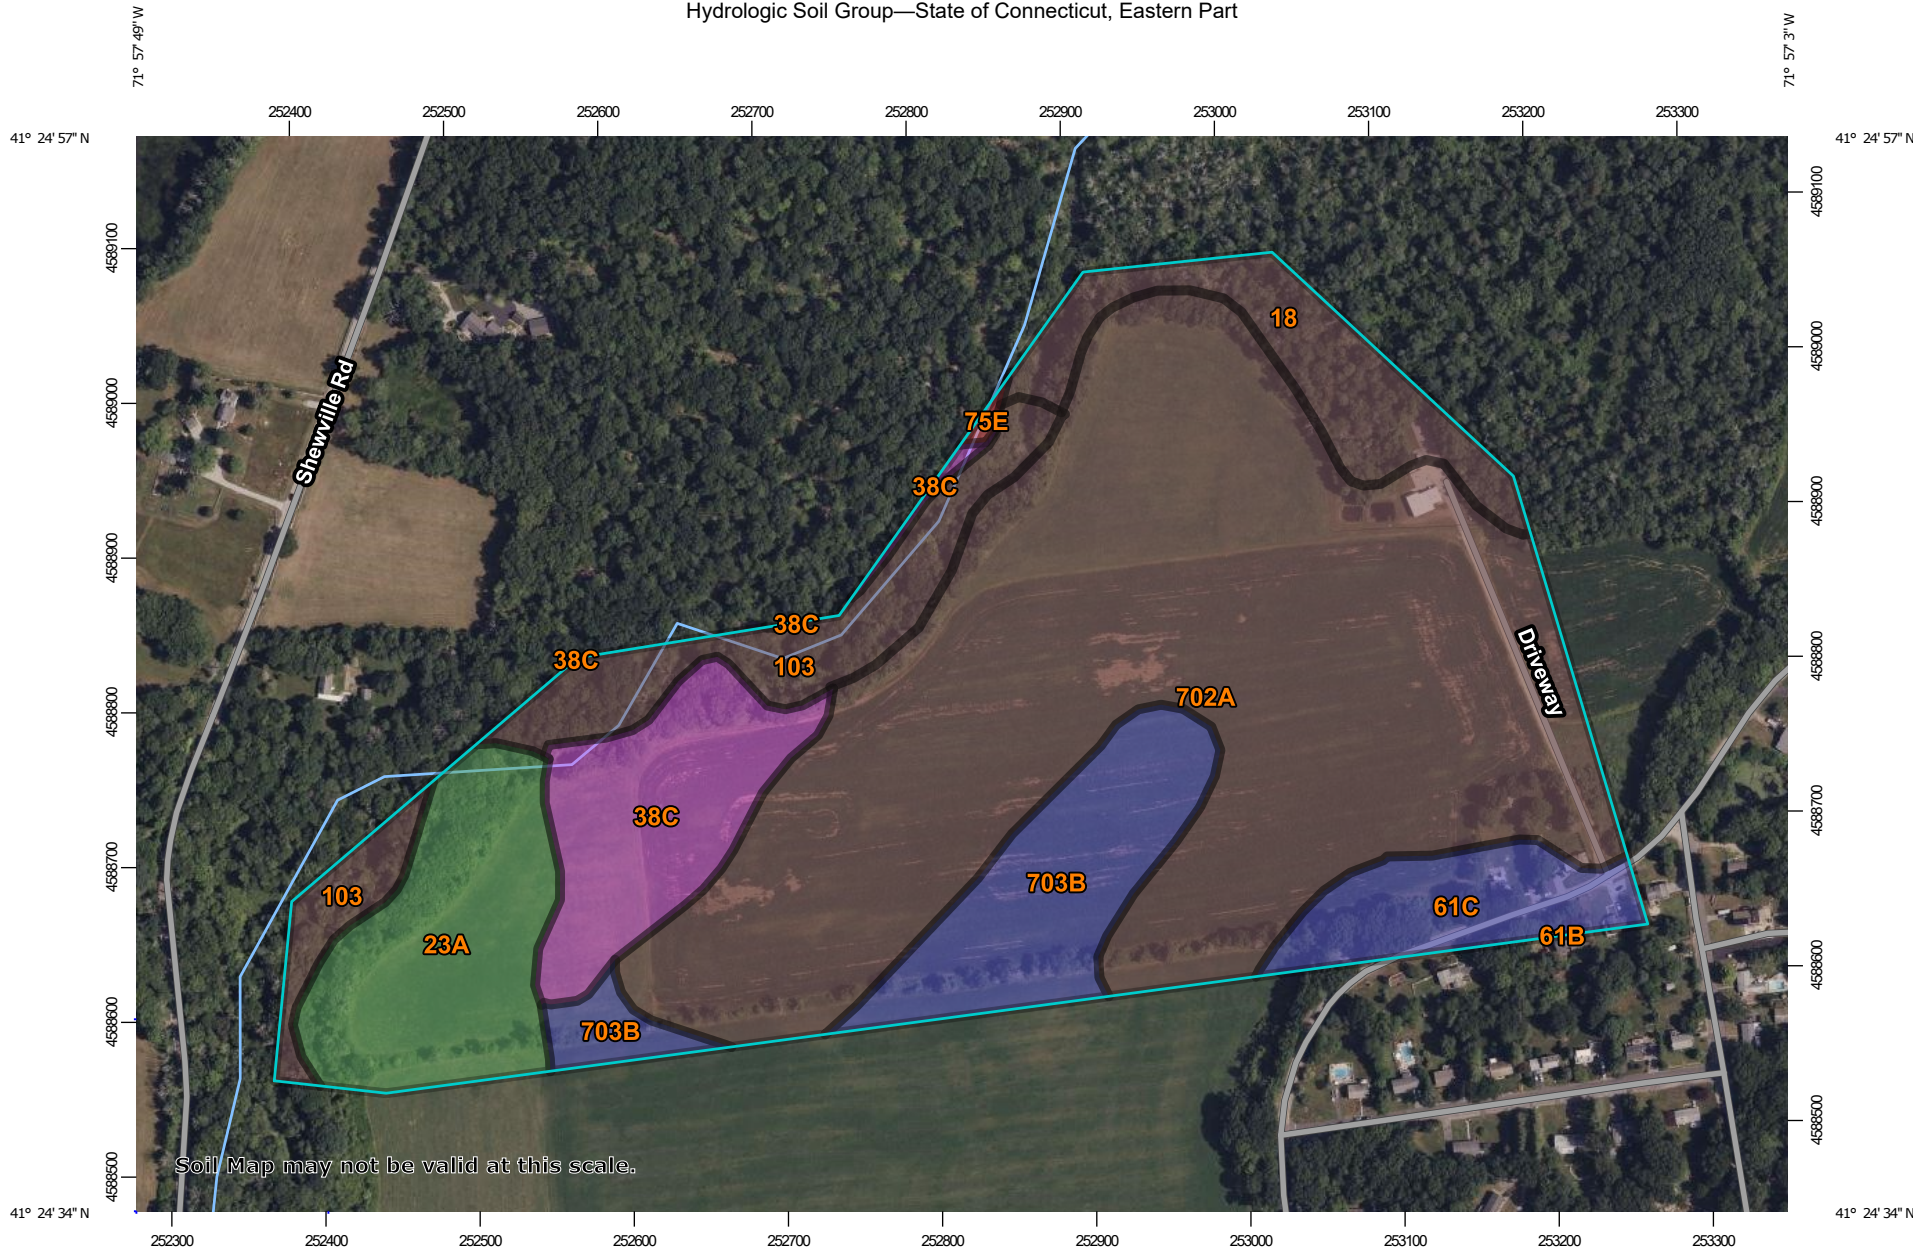 Hydrologic Soil Group—State of Connecticut, Eastern Part
71° 57' 49'' W
71° 57' 3'' W
252400 252500 252600 252700 252800 252900 253000 253100 253200 253300
41° 24' 57'' N
41° 24' 57'' N
4589100
4589100
18
4589000
Shewville Rd
4589000
75E
38C
4588900
4588900
38C
38C
103
Driveway
4588800
702A
4588800
38C
4588700
4588700
703B
103
61C
23A
61B
4588600
703B
4588600
4588500
Soil Map may not be valid at this scale.
4588500
41° 24' 34'' N
41° 24' 34'' N
252300 252400 252500 252600 252700 252800 252900 253000 253100 253200 253300